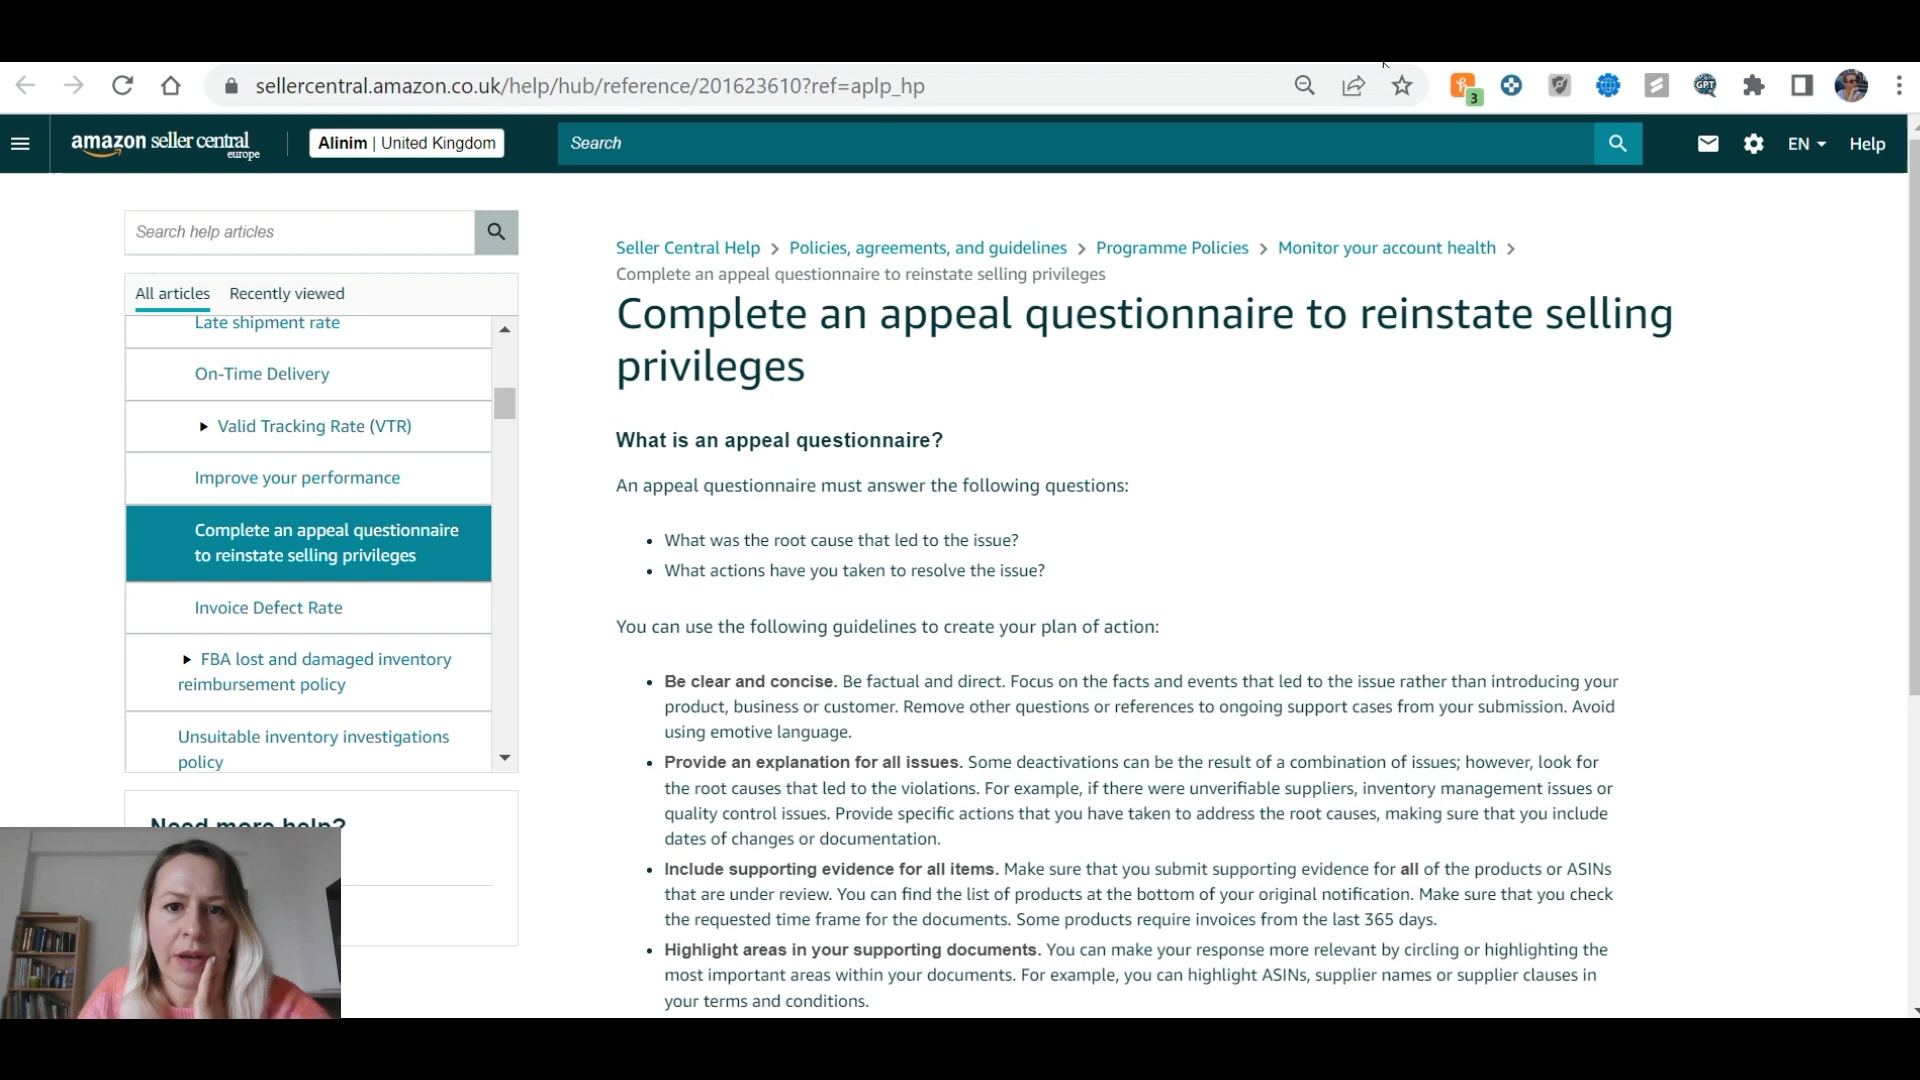 sellercentral.amazon.co.uk/help/hub/reference/201623610?ref=aplp_hp
3
GPT
amazon seller central
europe
Alinim | United Kingdom
Search
EN
Help
Search help articles
All articles
Recently viewed
Late shipment rate
On-Time Delivery
Valid Tracking Rate (VTR)
Improve your performance
Complete an appeal questionnaire
to reinstate selling privileges
Invoice Defect Rate
FBA lost and damaged inventory
reimbursement policy
Unsuitable inventory investigations
policy
Need more help?
Seller Central Help > Policies, agreements, and guidelines > Programme Policies > Monitor your account health >
Complete an appeal questionnaire to reinstate selling privileges
Complete an appeal questionnaire to reinstate selling
privileges
What is an appeal questionnaire?
An appeal questionnaire must answer the following questions:
• What was the root cause that led to the issue?
• What actions have you taken to resolve the issue?
You can use the following guidelines to create your plan of action:
• Be clear and concise. Be factual and direct. Focus on the facts and events that led to the issue rather than introducing your
product, business or customer. Remove other questions or references to ongoing support cases from your submission. Avoid
using emotive language.
• Provide an explanation for all issues. Some deactivations can be the result of a combination of issues; however, look for
the root causes that led to the violations. For example, if there were unverifiable suppliers, inventory management issues or
quality control issues. Provide specific actions that you have taken to address the root causes, making sure that you include
dates of changes or documentation.
• Include supporting evidence for all items. Make sure that you submit supporting evidence for all of the products or ASINs
that are under review. You can find the list of products at the bottom of your original notification. Make sure that you check
the requested time frame for the documents. Some products require invoices from the last 365 days.
• Highlight areas in your supporting documents. You can make your response more relevant by circling or highlighting the
most important areas within your documents. For example, you can highlight ASINs, supplier names or supplier clauses in
your terms and conditions.